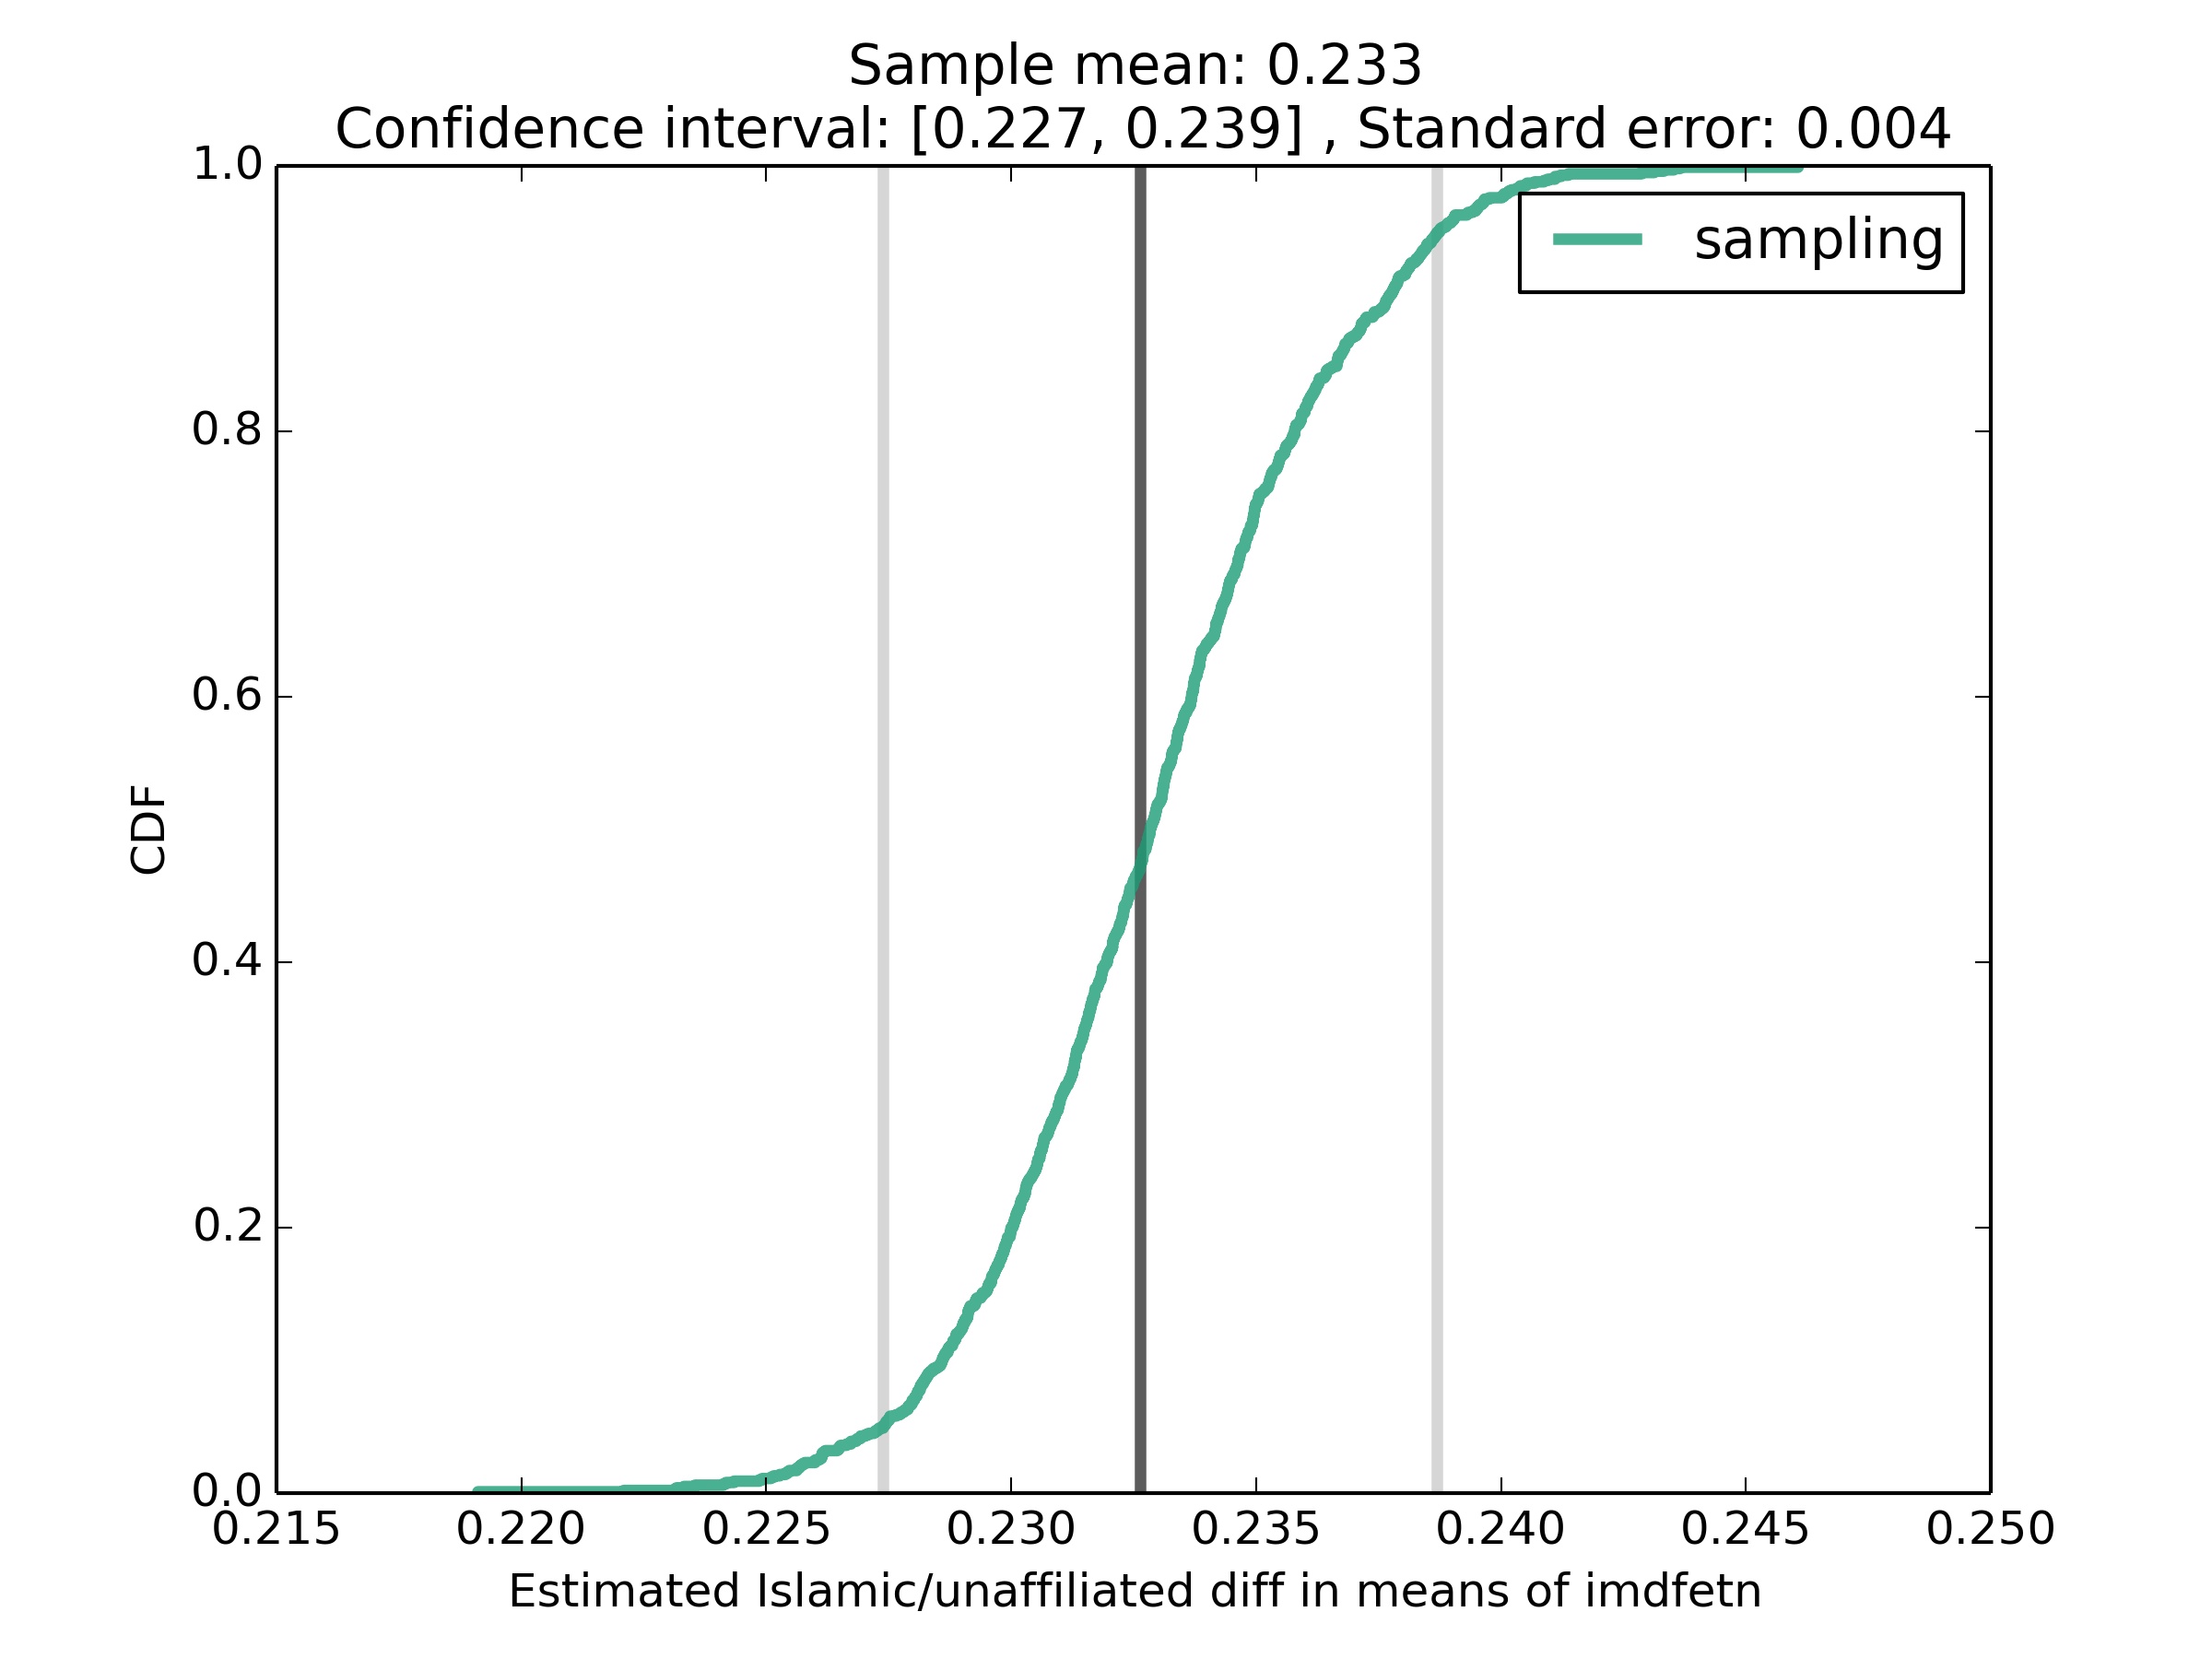 Sample mean: 0.233
Confidence interval: [0.227, 0.239] , Standard error: 0.004
1.0
0.8
0.6
0.4
0.2
0.0
CDF
sampling
0.215 0.220 0.225 0.230 0.235 0.240 0.245 0.250
Estimated Islamic/unaffiliated diff in means of imdfetn